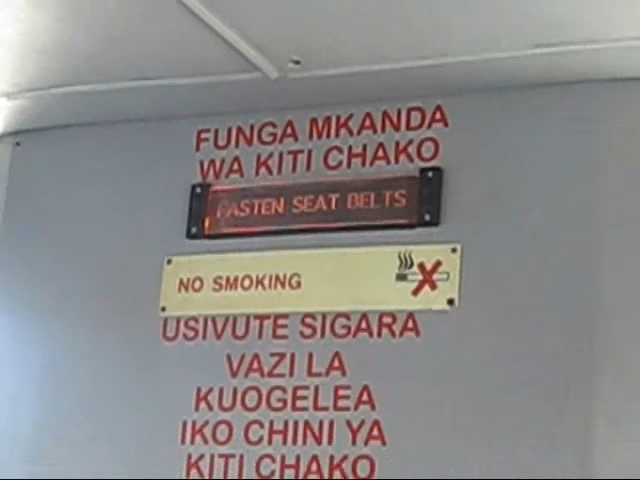 FUNGA MKANDA
WA KITI CHAKO
FASTEN SEAT BELTS
NO SMOKING
USIVUTE SIGARA
VAZI LA
KUOGELEA
IKO CHINI YA
KITI CHAKO